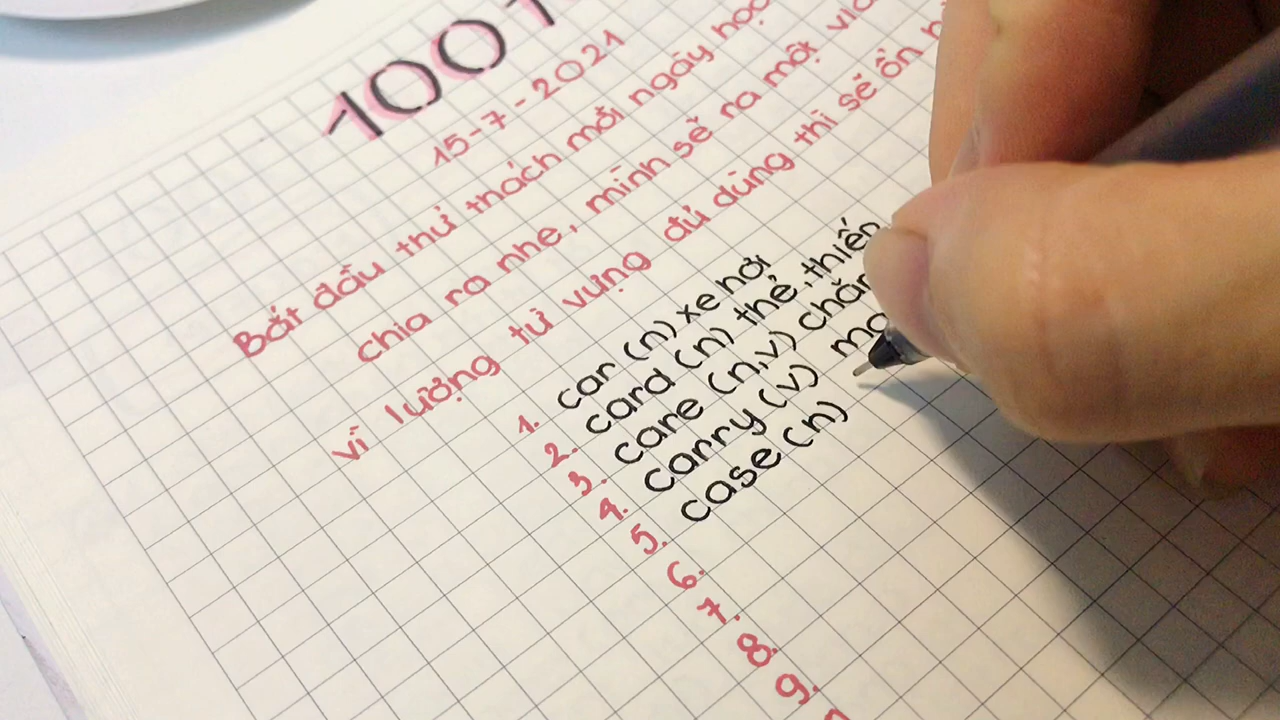 1001
15-7-2021
Bắt đầu thử thách mỗi ngày học
chia ra nhe, mình sẽ ra một
vì lượng từ vựng đủ dùng thì sẽ ổn
1. car (n) xe hơi
2. card (n) thẻ, thiếp
3. care (n,v)
4. carry (v)
5. case (n)
6.
7.
8.
9.